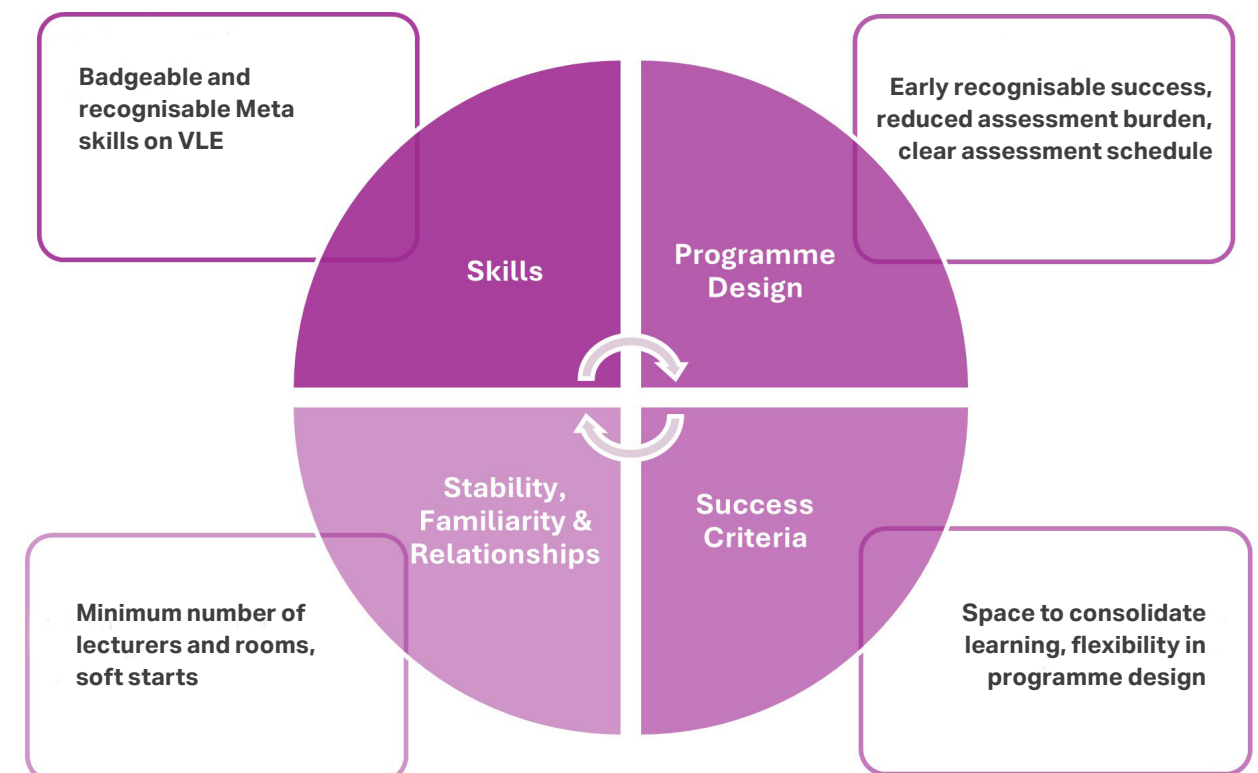 Badgeable and
recognisable Meta
skills on VLE
Early recognisable success,
reduced assessment burden,
clear assessment schedule
Skills
Programme
Design
Stability,
Familiarity &
Relationships
Success
Criteria
Minimum number of
lecturers and rooms,
soft starts
Space to consolidate
learning, flexibility in
programme design